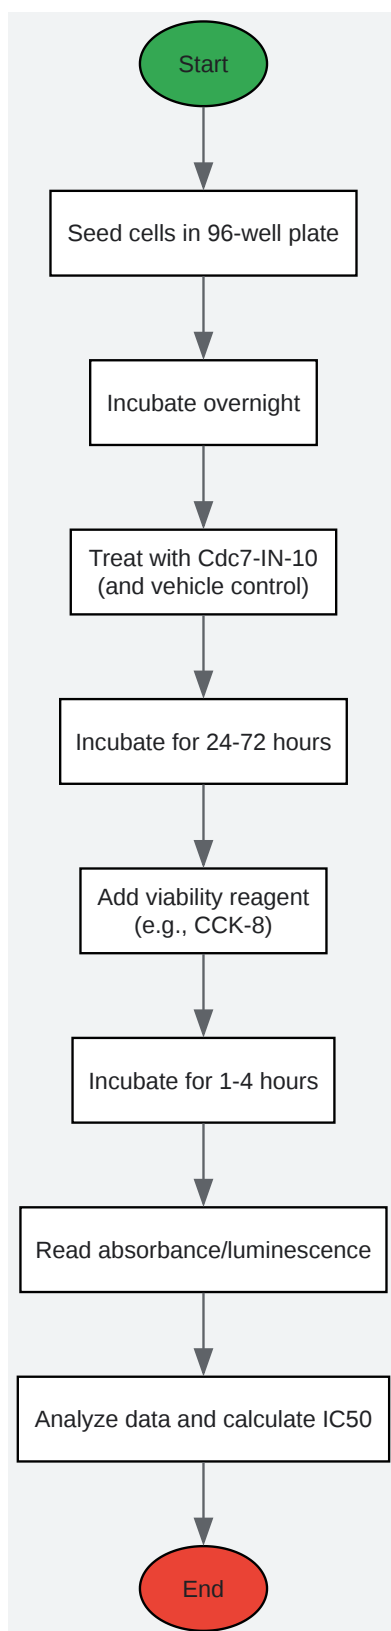 Start
Seed cells in 96-well plate
Incubate overnight
Treat with Cdc7-IN-10
(and vehicle control)
Incubate for 24-72 hours
Add viability reagent
(e.g., CCK-8)
Incubate for 1-4 hours
Read absorbance/luminescence
Analyze data and calculate IC50
End